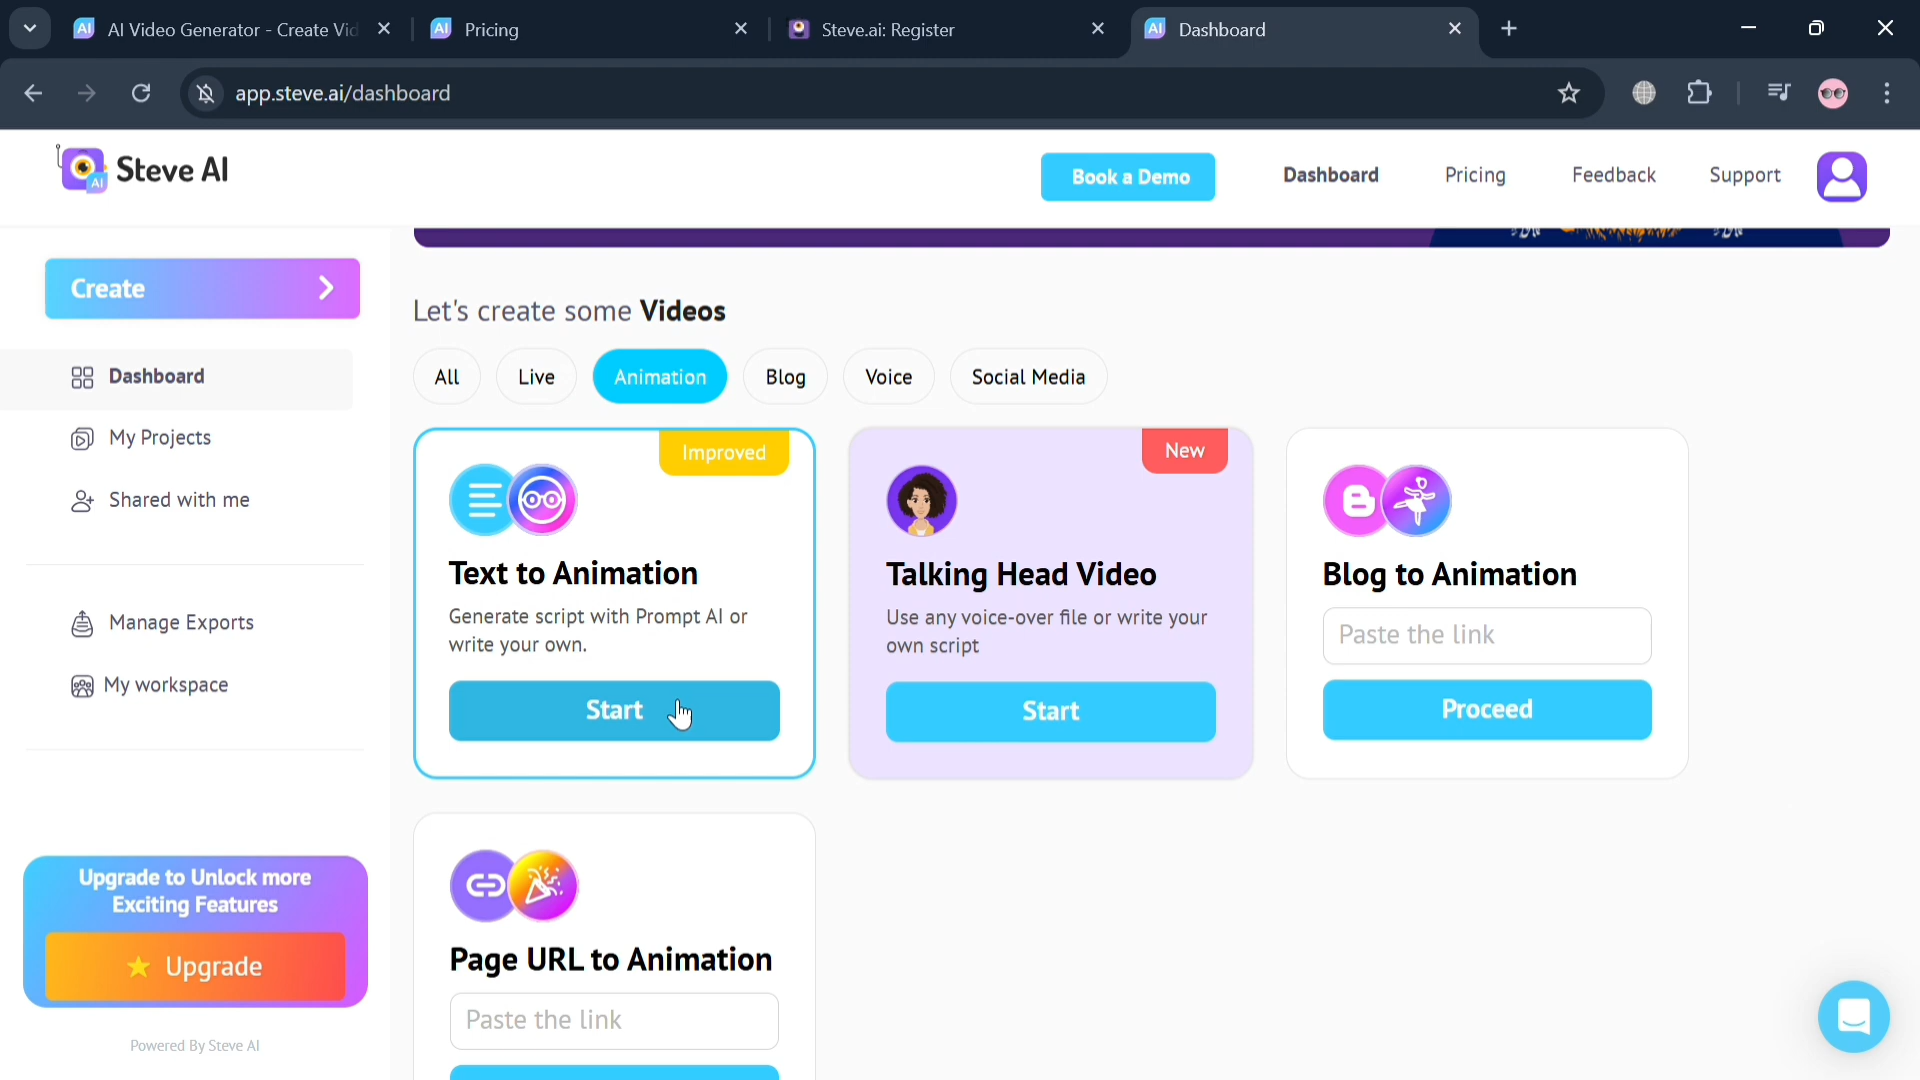 AI Video Generator - Create Vid
Pricing
Steve.ai: Register
Dashboard
app.steve.ai/dashboard
AI
Steve AI
Book a Demo
Dashboard
Pricing
Feedback
Support
Create
Dashboard
My Projects
Shared with me
Manage Exports
My workspace
Upgrade to Unlock more
Exciting Features
Upgrade
Powered By Steve AI
Let's create some Videos
All
Live
Animation
Blog
Voice
Social Media
Improved
Text to Animation
Generate script with Prompt AI or
write your own.
Start
New
Talking Head Video
Use any voice-over file or write your
own script
Start
Blog to Animation
Paste the link
Proceed
Page URL to Animation
Paste the link